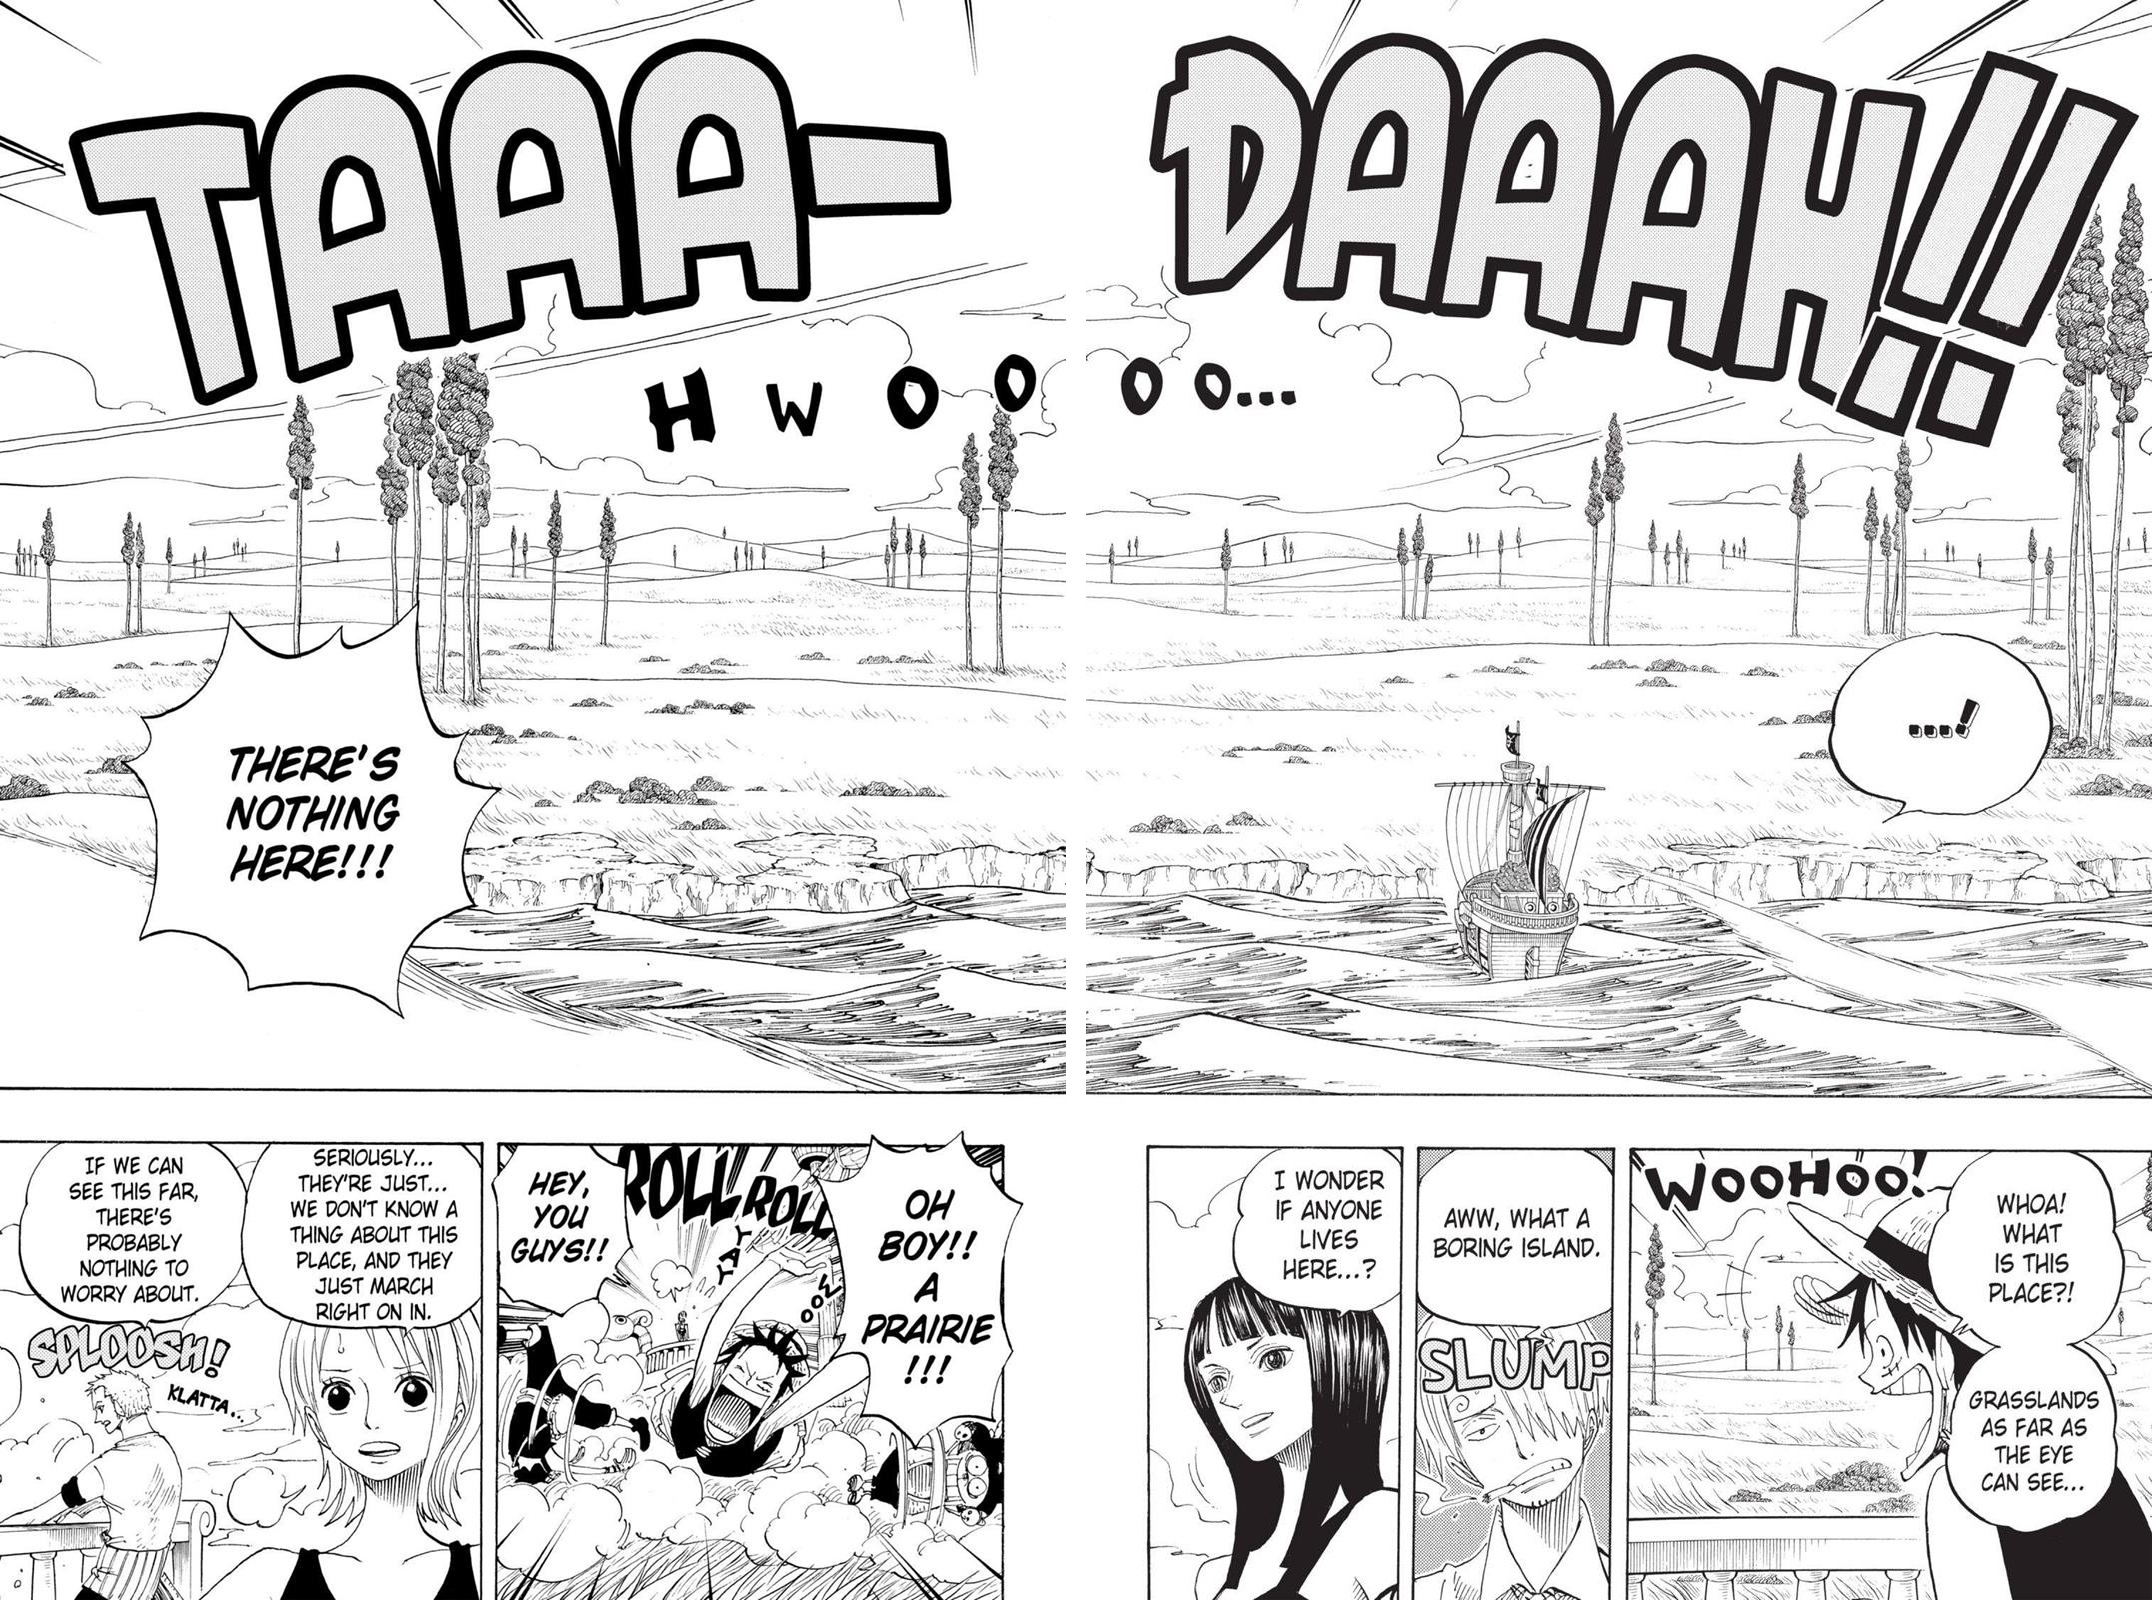 TAAA-
DAAAH!!
HWOO
OO...
....!
THERE'S
NOTHING
HERE!!!
WOOHOO!
WHOA!
WHAT
IS THIS
PLACE?!
GRASSLANDS
AS FAR AS
THE EYE
CAN SEE...
AWW, WHAT A
BORING ISLAND.
SLUMP
I WONDER
IF ANYONE
LIVES
HERE...?
OH
BOY!!
A
PRAIRIE
!!!
ROLL
ROLL
YAY
WOO
HEY,
YOU
GUYS!!
SERIOUSLY...
THEY'RE JUST...
WE DON'T KNOW A
THING ABOUT THIS
PLACE, AND THEY
JUST MARCH
RIGHT ON IN.
IF WE CAN
SEE THIS FAR,
THERE'S
PROBABLY
NOTHING TO
WORRY ABOUT.
SPLOOSH!
KLATTA...